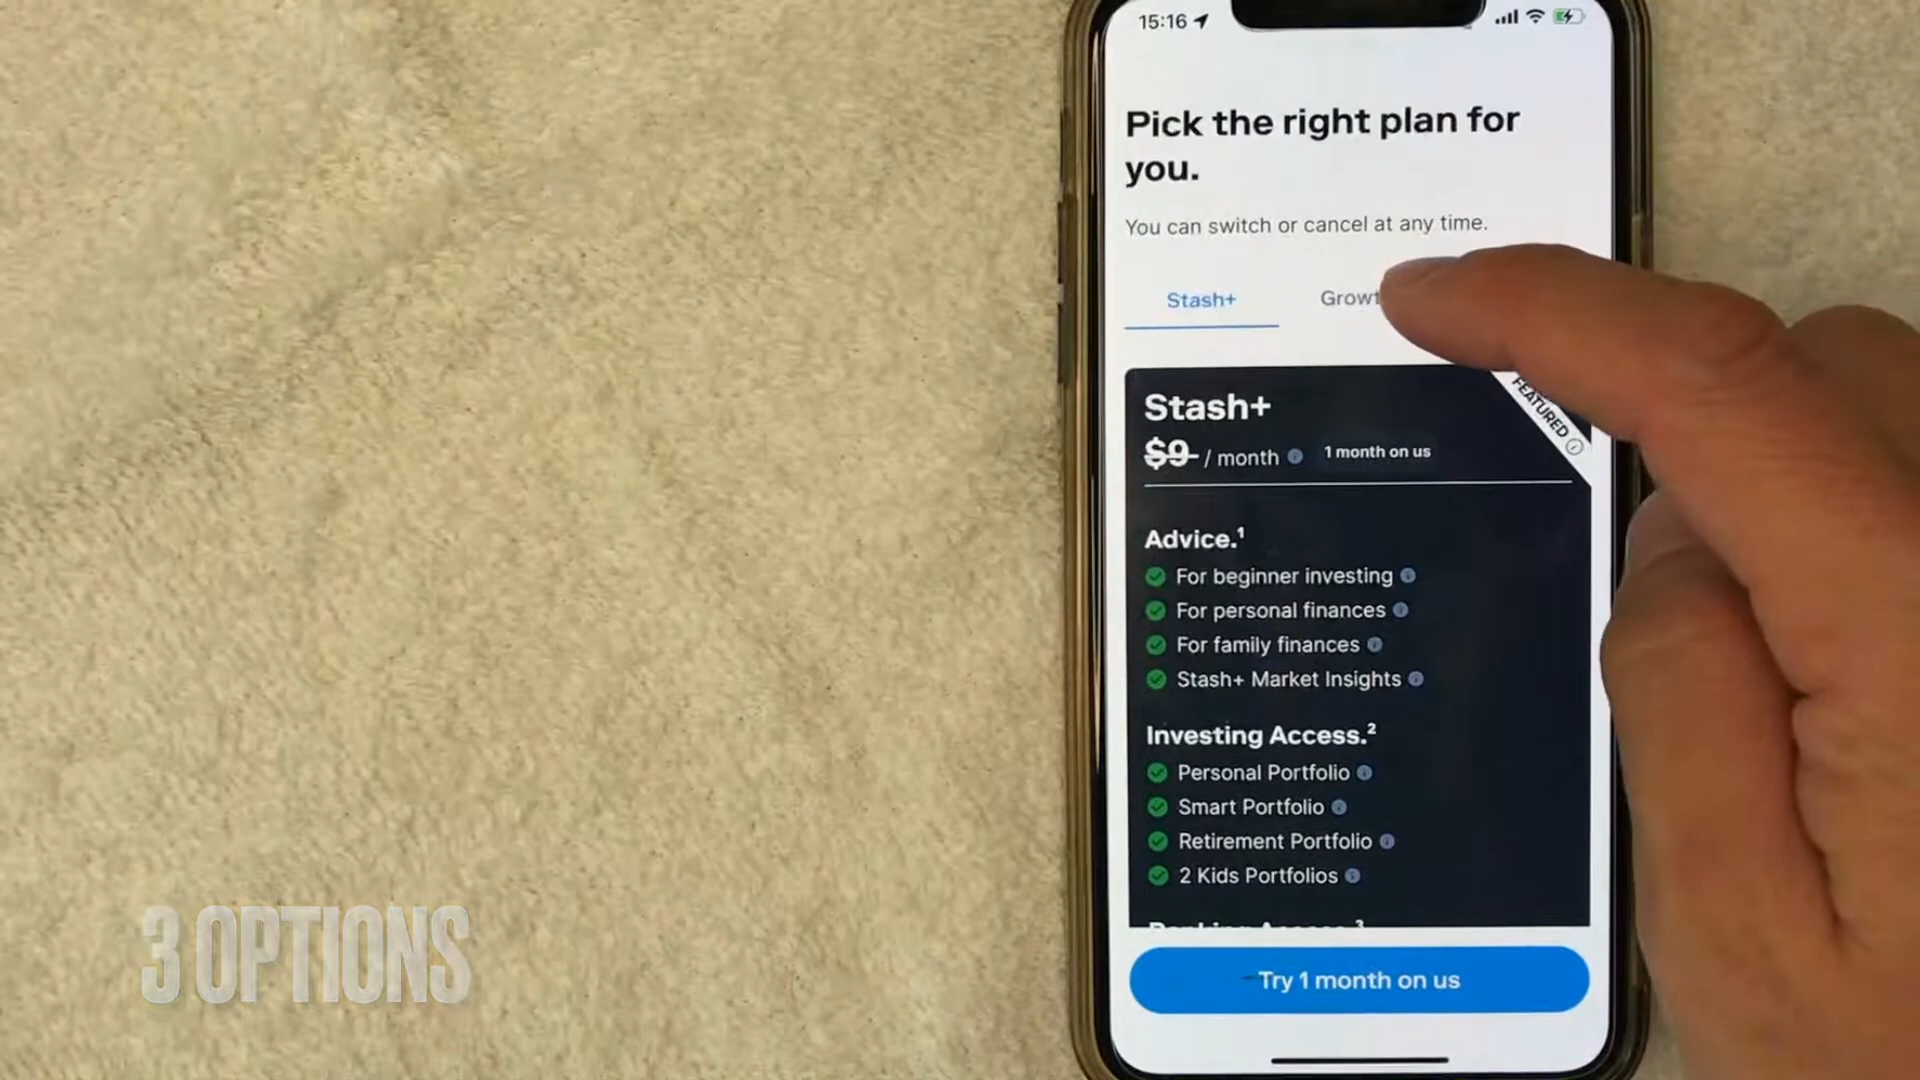 15:16
Pick the right plan for
you.
You can switch or cancel at any time.
Stash+
Stash+
$9 / month 1 month on us
FEATURED
Advice.¹
For beginner investing
For personal finances
For family finances
Stash+ Market Insights
Investing Access.²
Personal Portfolio
Smart Portfolio
Retirement Portfolio
2 Kids Portfolios
Try 1 month on us
3 OPTIONS